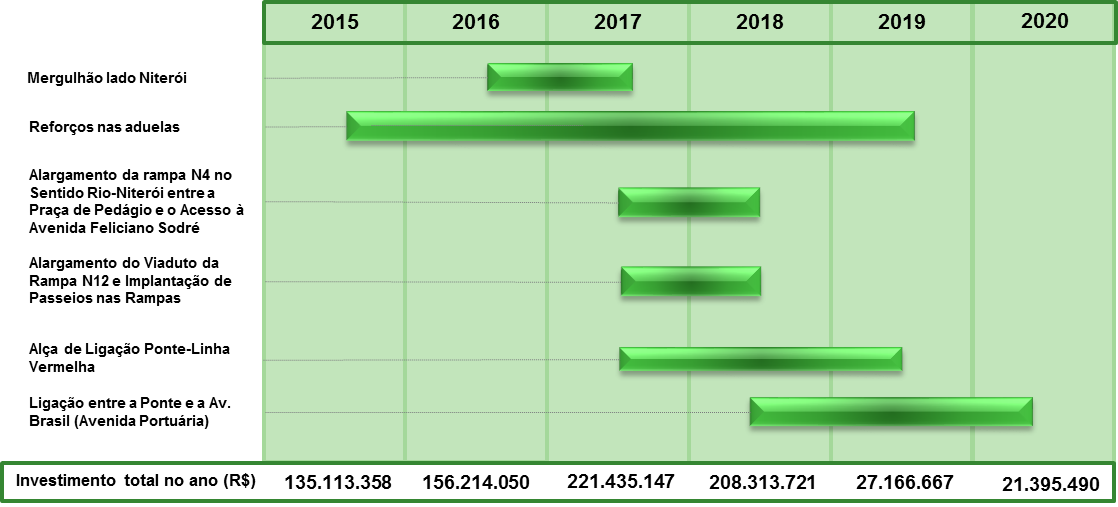 2015 2016 2017 2018 2019 2020
Mergulhão lado Niterói
Reforços nas aduelas
Alargamento da rampa N4 no
Sentido Rio-Niterói entre a
Praça de Pedágio e o Acesso à
Avenida Feliciano Sodré
Alargamento do Viaduto da
Rampa N12 e Implantação de
Passeios nas Rampas
Alça de Ligação Ponte-Linha
Vermelha
Ligação entre a Ponte e a Av.
Brasil (Avenida Portuária)
Investimento total no ano (R$) 135.113.358 156.214.050 221.435.147 208.313.721 27.166.667 21.395.490